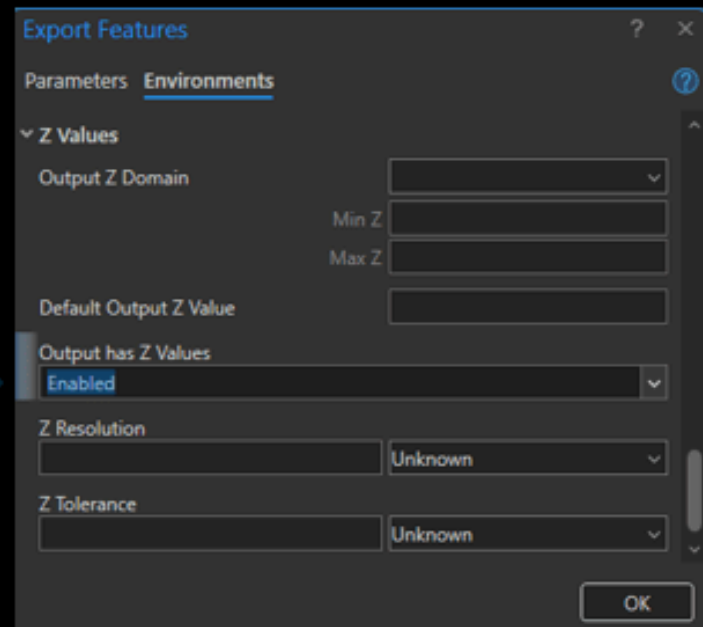 Export Features ? ×
Parameters Environments ?
Z Values
Output Z Domain
Min Z
Max Z
Default Output Z Value
Output has Z Values
Enabled
Z Resolution
Unknown
Z Tolerance
Unknown
OK